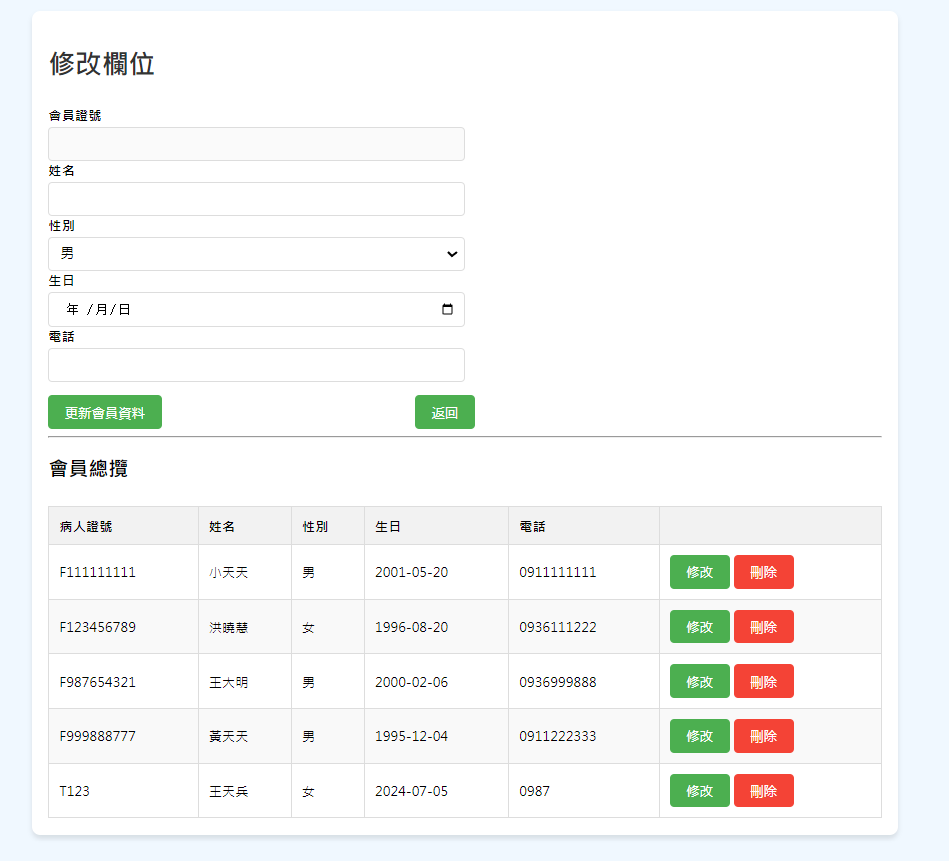 修改欄位
會員證號
姓名
性別
男
生日
年 /月/日
電話
更新會員資料 返回
會員總攬
病人證號 姓名 性別 生日 電話
F111111111 小天天 男 2001-05-20 0911111111 修改 刪除
F123456789 洪曉慧 女 1996-08-20 0936111222 修改 刪除
F987654321 王大明 男 2000-02-06 0936999888 修改 刪除
F999888777 黃天天 男 1995-12-04 0911222333 修改 刪除
T123 王天兵 女 2024-07-05 0987 修改 刪除